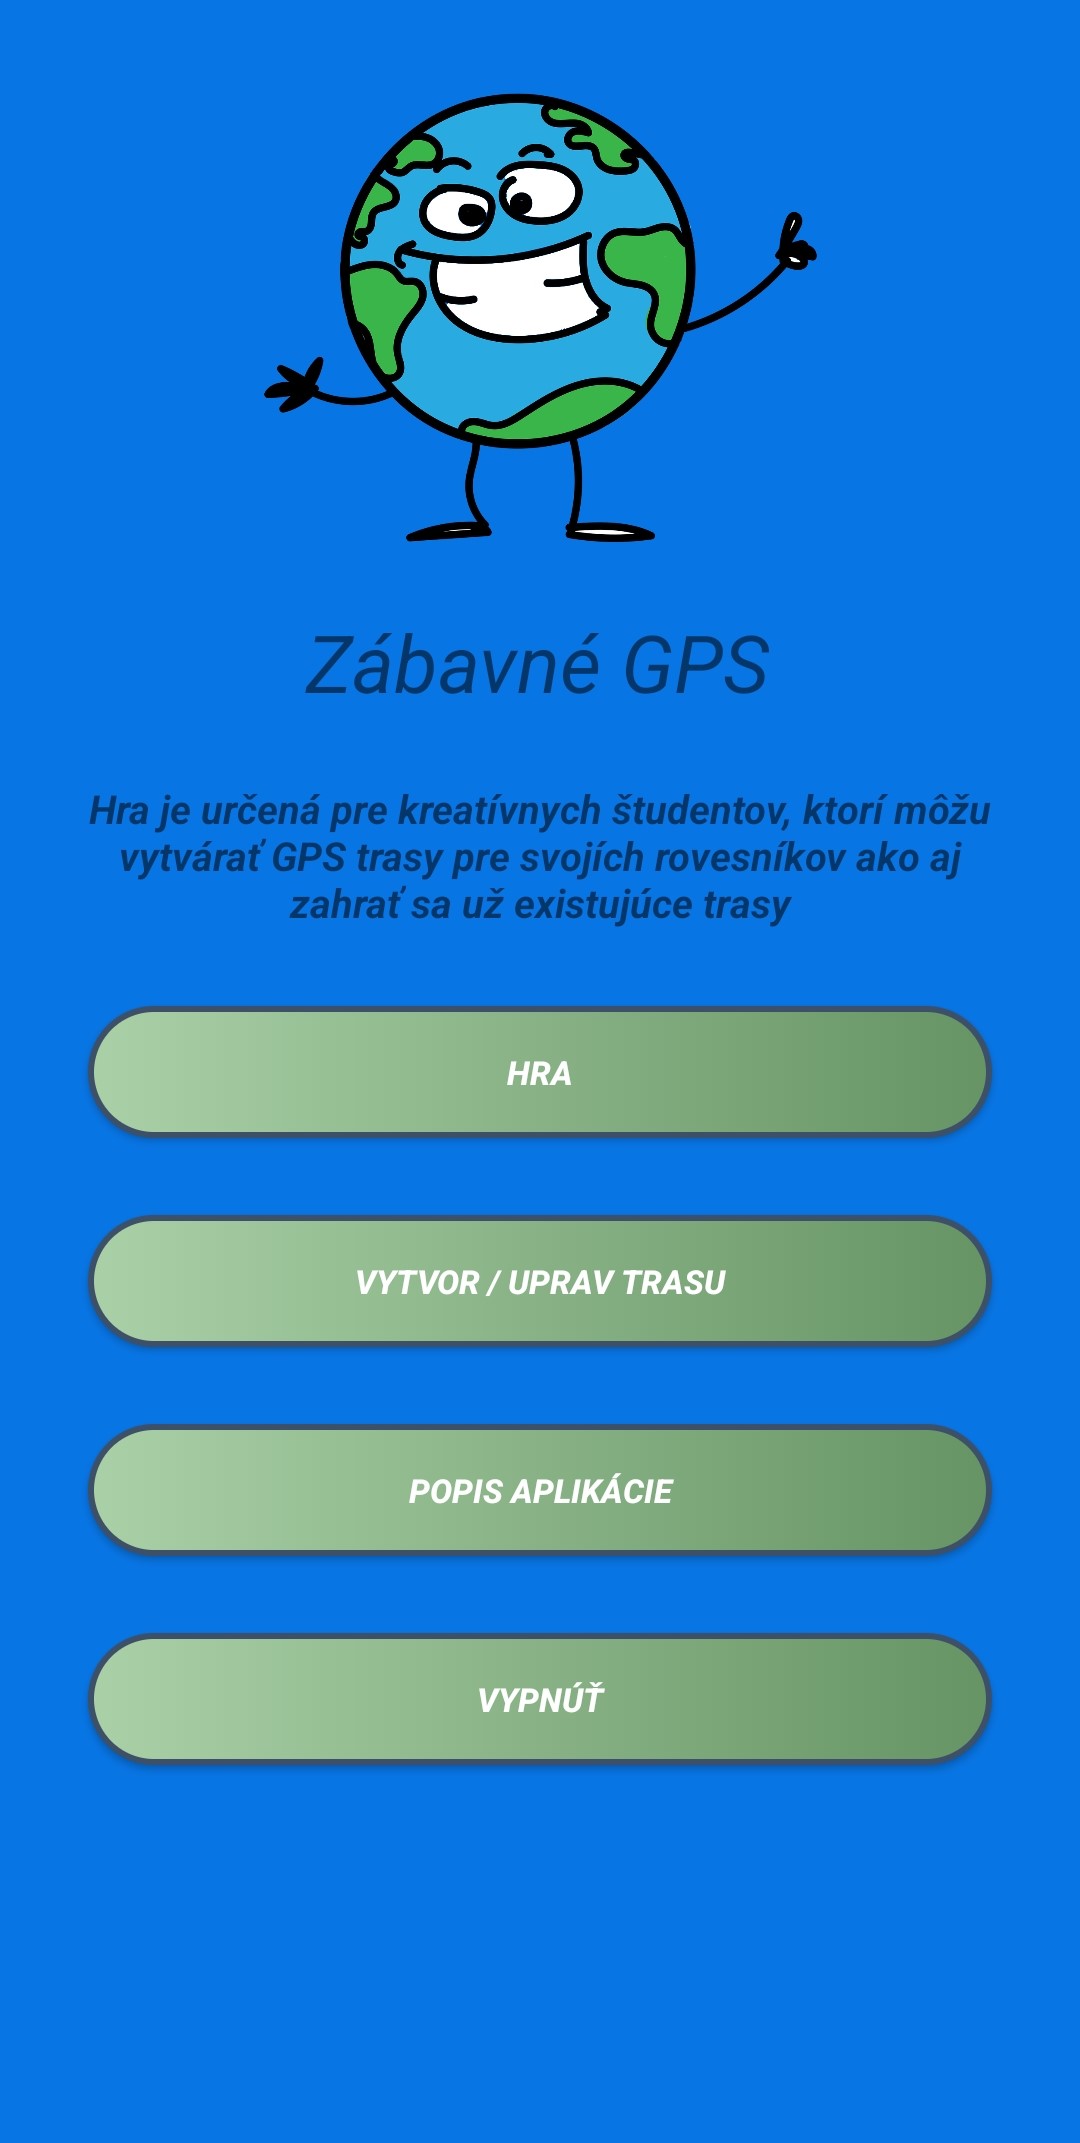 Zábavné GPS
Hra je určená pre kreatívnych študentov, ktorí môžu
vytvárať GPS trasy pre svojích rovesníkov ako aj
zahrať sa už existujúce trasy
HRA
VYTVOR / UPRAV TRASU
POPIS APLIKÁCIE
VYPNÚŤ